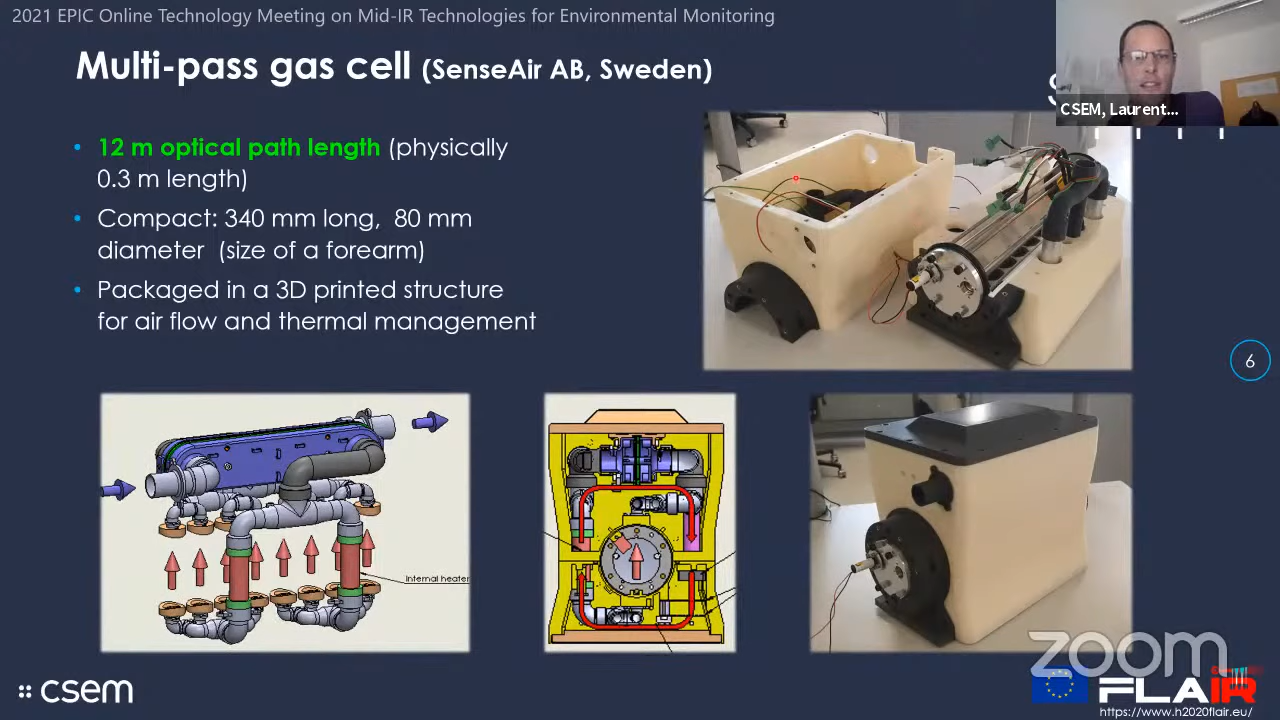 2021 EPIC Online Technology Meeting on Mid-IR Technologies for Environmental Monitoring
Multi-pass gas cell (SenseAir AB, Sweden)
CSEM, Laurent...
• 12 m optical path length (physically
0.3 m length)
• Compact: 340 mm long, 80 mm
diameter (size of a forearm)
• Packaged in a 3D printed structure
for air flow and thermal management
6
Internal heater
zoom
csem
FLAIR
https://www.h2020flair.eu/